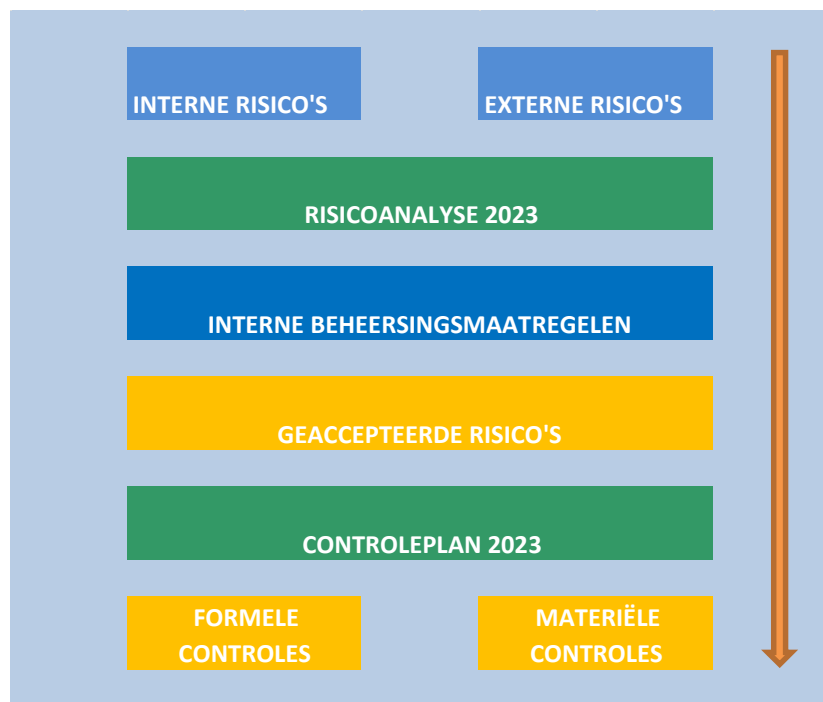 INTERNE RISICO'S
EXTERNE RISICO'S
RISICOANALYSE 2023
INTERNE BEHEERSINGSMAATREGELEN
GEACCEPTEERDE RISICO'S
CONTROLEPLAN 2023
FORMELE
CONTROLES
MATERIËLE
CONTROLES